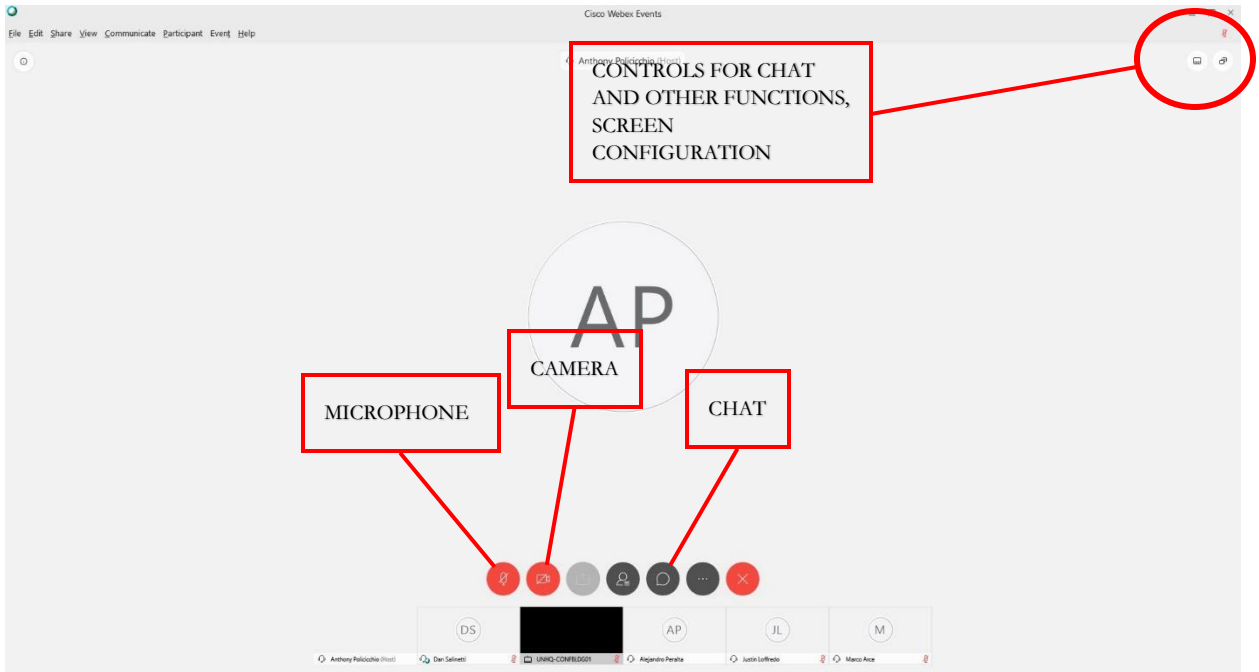 Cisco Webex Events
File Edit Share View Communicate Participant Event Help
Anthony Policicchio (Host)
CONTROLS FOR CHAT
AND OTHER FUNCTIONS,
SCREEN
CONFIGURATION
AP
CAMERA
MICROPHONE
CHAT
DS
AP
JL
M
Anthony Policicchio (Host)
Dan Salinetti
UNHQ-CONFBLDG01
Alejandro Peralta
Justin Loffredo
Marco Arce